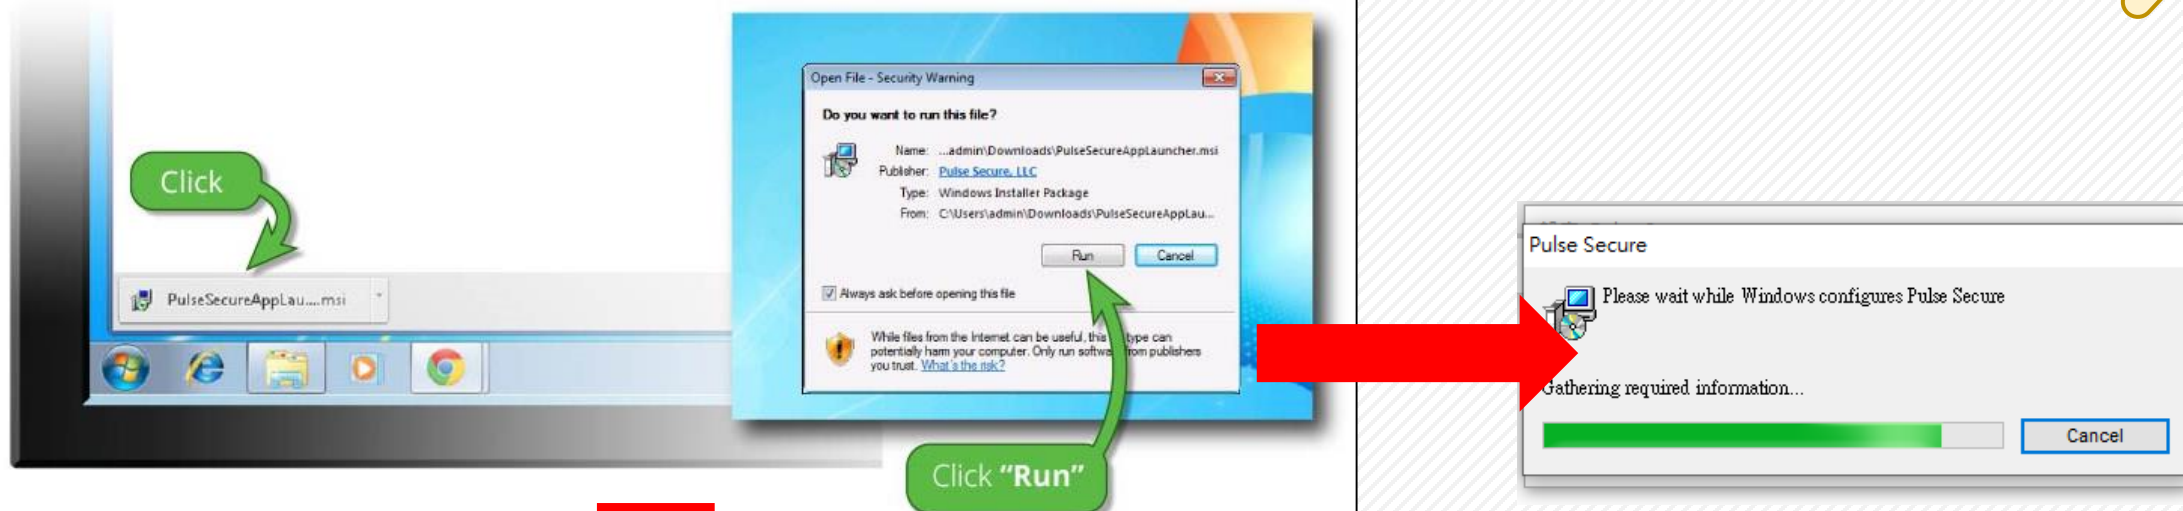 Click
PulseSecureAppLau....msi
Open File - Security Warning
Do you want to run this file?
Name: ...admin\Downloads\PulseSecureAppLauncher.msi
Publisher: Pulse Secure, LLC
Type: Windows Installer Package
From: C:\Users\admin\Downloads\PulseSecureAppLau...
Run Cancel
Always ask before opening this file
While files from the Internet can be useful, this type can
potentially harm your computer. Only run software from publishers
you trust. What's the risk?
Click “Run”
Pulse Secure
Please wait while Windows configures Pulse Secure
Gathering required information...
Cancel